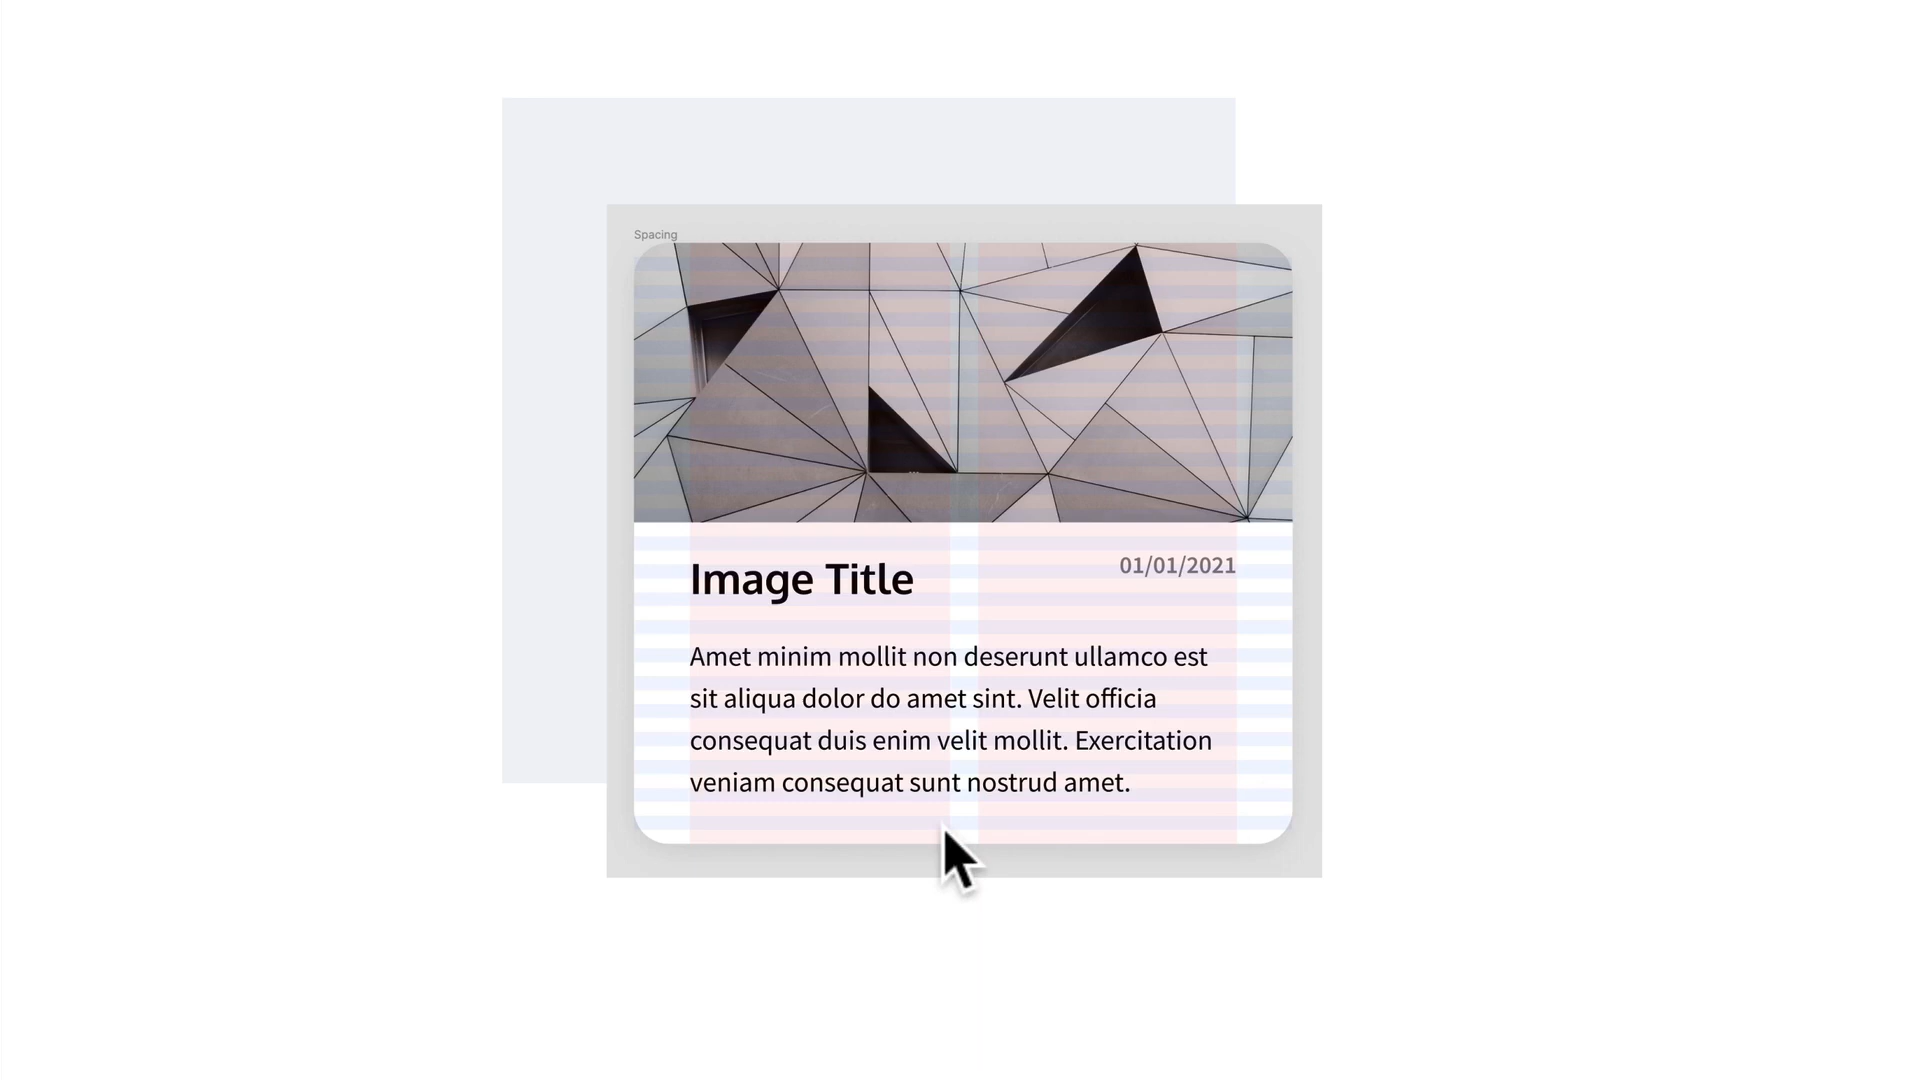 Spacing
Image Title
01/01/2021
Amet minim mollit non deserunt ullamco est
sit aliqua dolor do amet sint. Velit officia
consequat duis enim velit mollit. Exercitation
veniam consequat sunt nostrud amet.